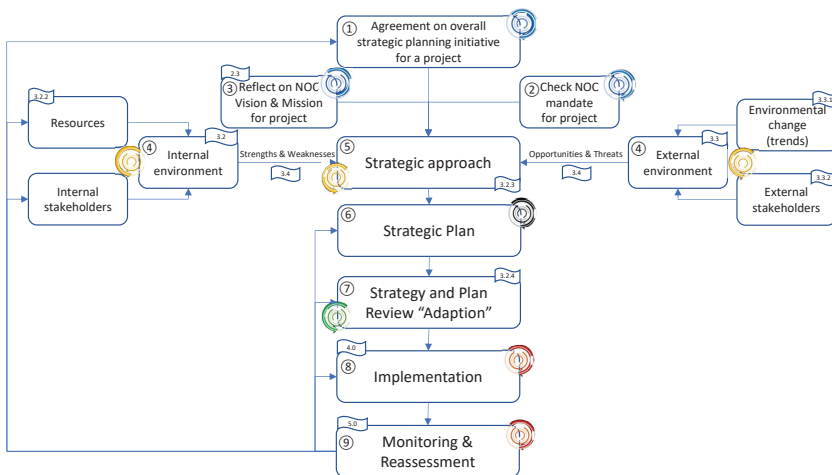 ① Agreement on overall
strategic planning initiative
for a project
2.3
③ Reflect on NOC
Vision & Mission
for project
② Check NOC
mandate
for project
3.2.2
Resources
Internal
stakeholders
3.2
④ Internal
environment
Strengths & Weaknesses
3.4
⑤ Strategic approach
3.2.3
Opportunities & Threats
3.4
3.3
④ External
environment
3.3.1
Environmental
change
(trends)
3.3.2
External
stakeholders
⑥ Strategic Plan
3.2.4
⑦ Strategy and Plan
Review “Adaption”
4.0
⑧ Implementation
5.0
⑨ Monitoring &
Reassessment